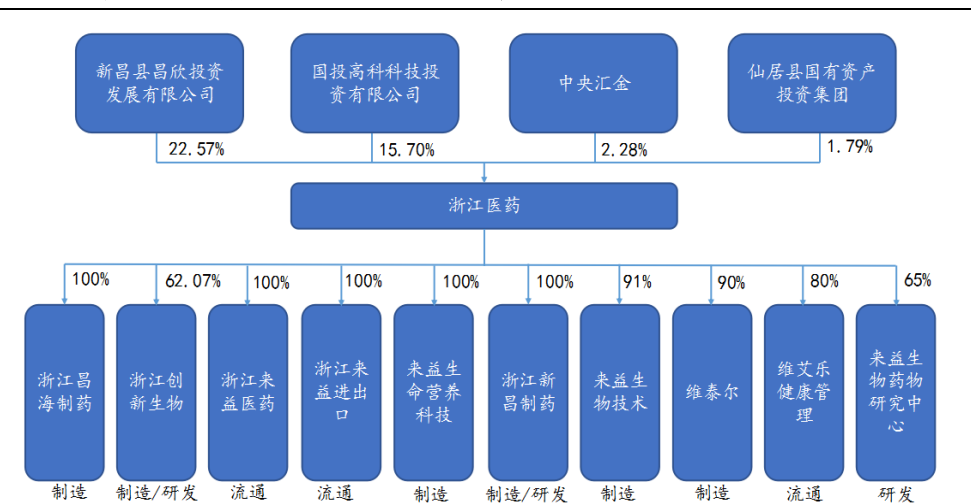 新昌县昌欣投资
发展有限公司
国投高科科技投
资有限公司
中央汇金
仙居县国有资产
投资集团
22.57%
15.70%
2.28%
1.79%
浙江医药
100%
62.07%
100%
100%
100%
100%
91%
90%
80%
65%
浙江昌
海制药
浙江创
新生物
浙江来
益医药
浙江来
益进出
口
来益生
命营养
科技
浙江新
昌制药
来益生
物技术
维泰尔
维艾乐
健康管
理
来益生
物药物
研究中
心
制造
制造/研发
流通
流通
制造
制造/研发
制造
制造
流通
研发